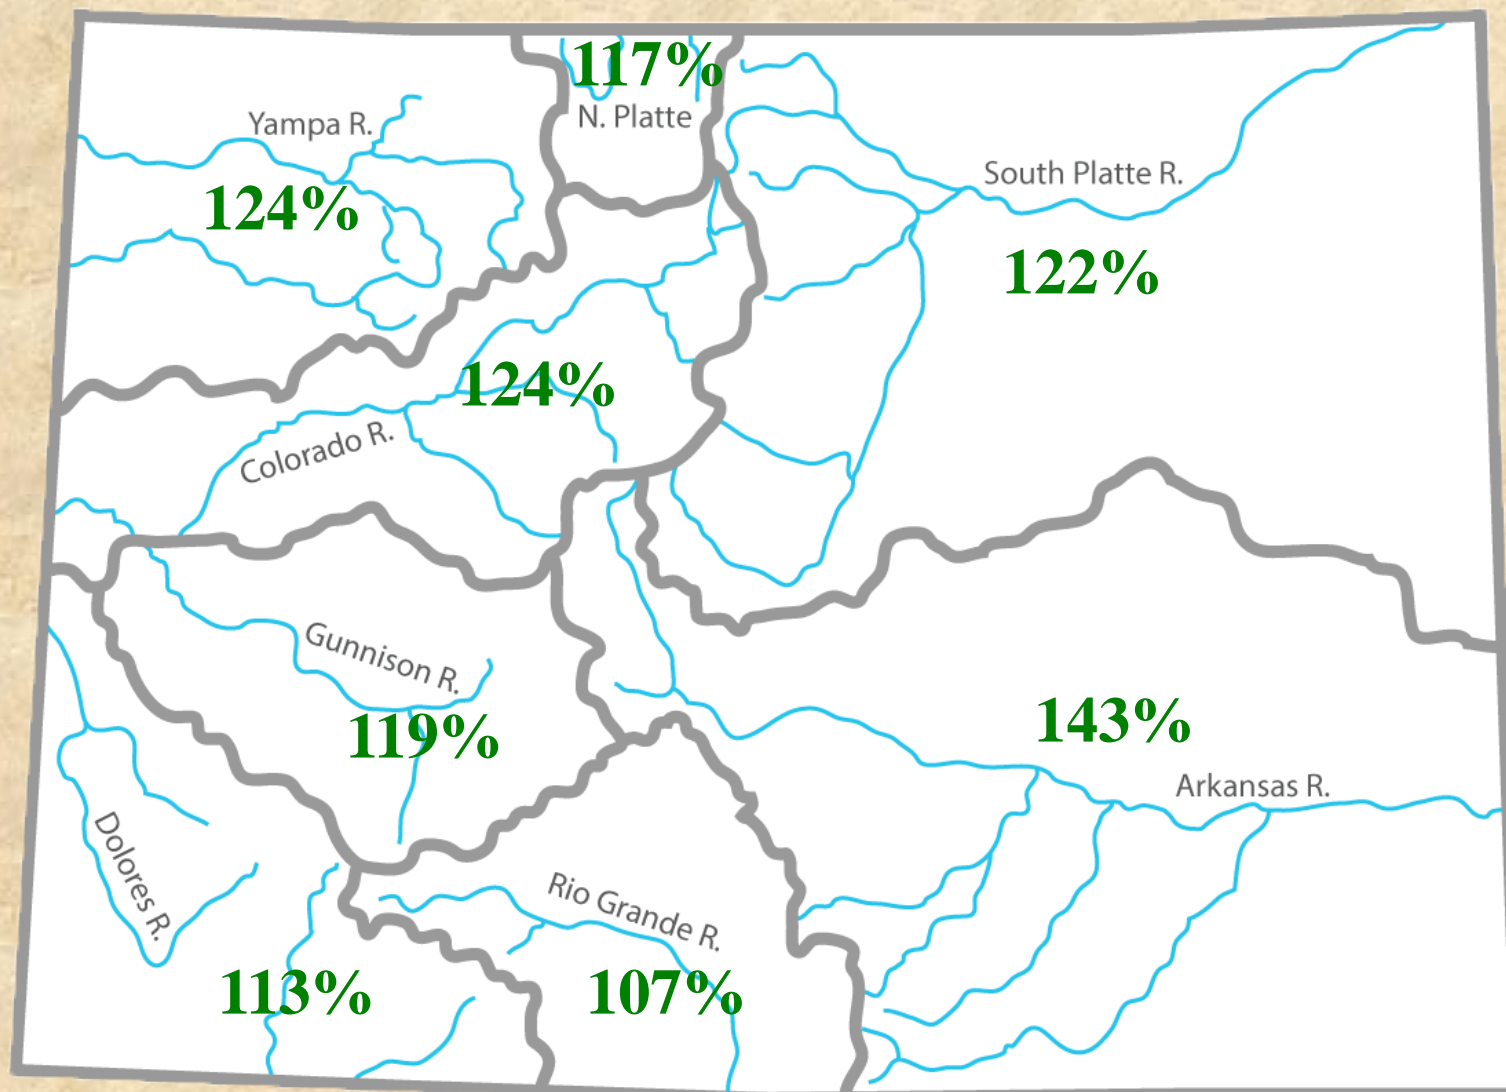 117%
N. Platte
Yampa R.
124%
South Platte R.
122%
124%
Colorado R.
Gunnison R.
119%
143%
Arkansas R.
Dolores R.
Rio Grande R.
113%
107%